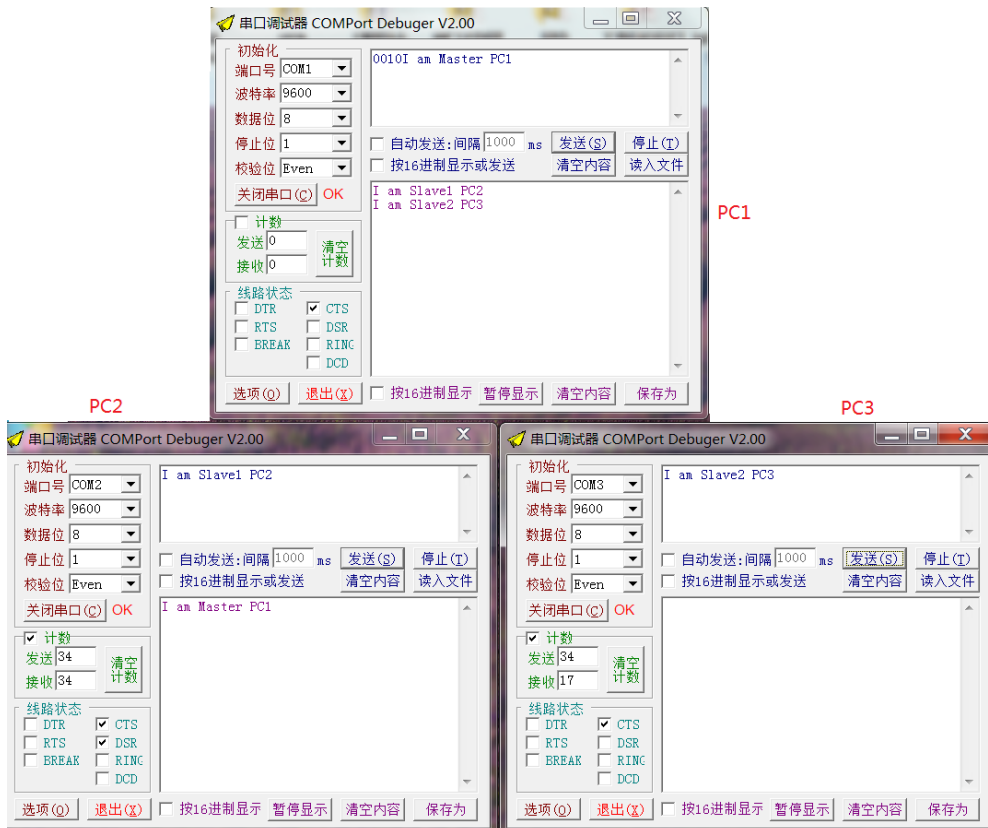 串口调试器 COMPort Debuger V2.00
初始化
端口号 COM1
波特率 9600
数据位 8
停止位 1
校验位 Even
关闭串口(C) OK
0010I am Master PC1
自动发送:间隔 1000 ms 发送(S) 停止(T)
按16进制显示或发送 清空内容 读入文件
I am Slave1 PC2
I am Slave2 PC3
计数
发送 0
接收 0
清空
计数
线路状态
DTR CTS
RTS DSR
BREAK RING
DCD
选项(O) 退出(X) 按16进制显示 暂停显示 清空内容 保存为
PC1
PC2
串口调试器 COMPort Debuger V2.00
初始化
端口号 COM2
波特率 9600
数据位 8
停止位 1
校验位 Even
关闭串口(C) OK
I am Slave1 PC2
自动发送:间隔 1000 ms 发送(S) 停止(T)
按16进制显示或发送 清空内容 读入文件
I am Master PC1
计数
发送 34
接收 34
清空
计数
线路状态
DTR CTS
RTS DSR
BREAK RING
DCD
选项(O) 退出(X) 按16进制显示 暂停显示 清空内容 保存为
PC3
串口调试器 COMPort Debuger V2.00
初始化
端口号 COM3
波特率 9600
数据位 8
停止位 1
校验位 Even
关闭串口(C) OK
I am Slave2 PC3
自动发送:间隔 1000 ms 发送(S) 停止(T)
按16进制显示或发送 清空内容 读入文件
计数
发送 34
接收 17
清空
计数
线路状态
DTR CTS
RTS DSR
BREAK RING
DCD
选项(O) 退出(X) 按16进制显示 暂停显示 清空内容 保存为